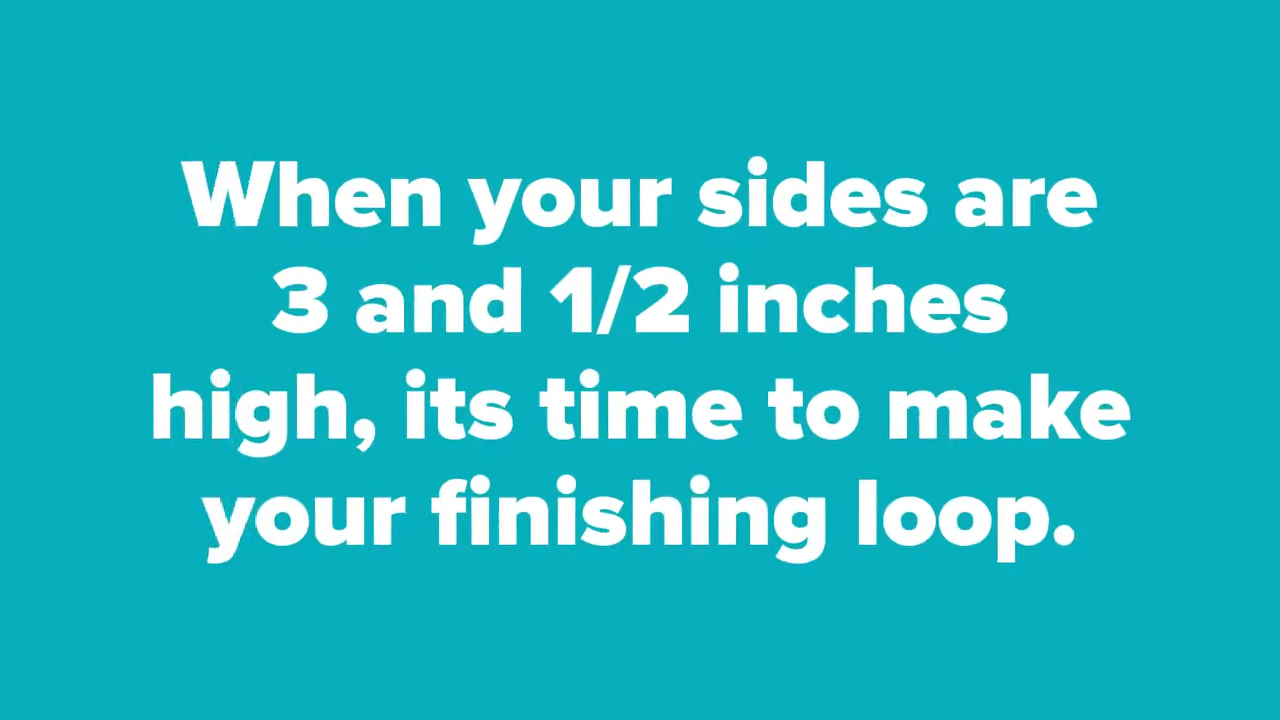 When your sides are
3 and 1/2 inches
high, its time to make
your finishing loop.